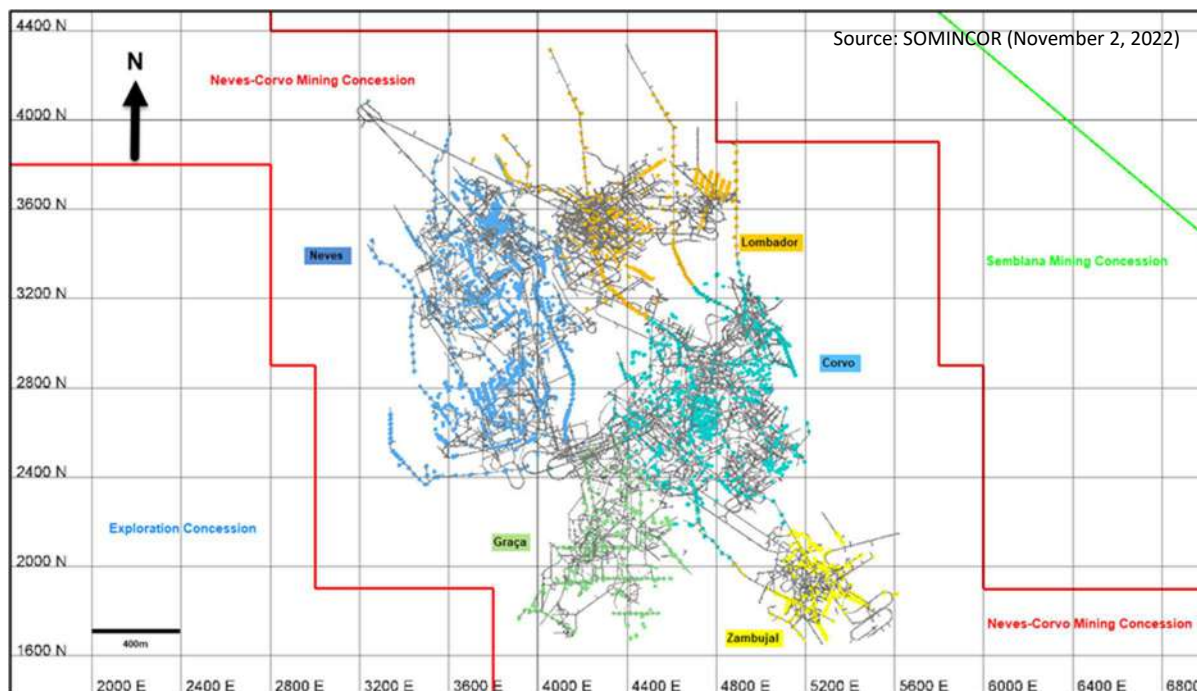 4400 N
Source: SOMINCOR (November 2, 2022)
N
Neves-Corvo Mining Concession
4000 N
3600 N
Neves
Lombador
Semblana Mining Concession
3200 N
Corvo
2800 N
2400 N
Exploration Concession
Graça
2000 N
Neves-Corvo Mining Concession
Zambujal
400m
1600 N
2000 E 2400 E 2800 E 3200 E 3600 E 4000 E 4400 E 4800 E 5200 E 5600 E 6000 E 6400 E 6800